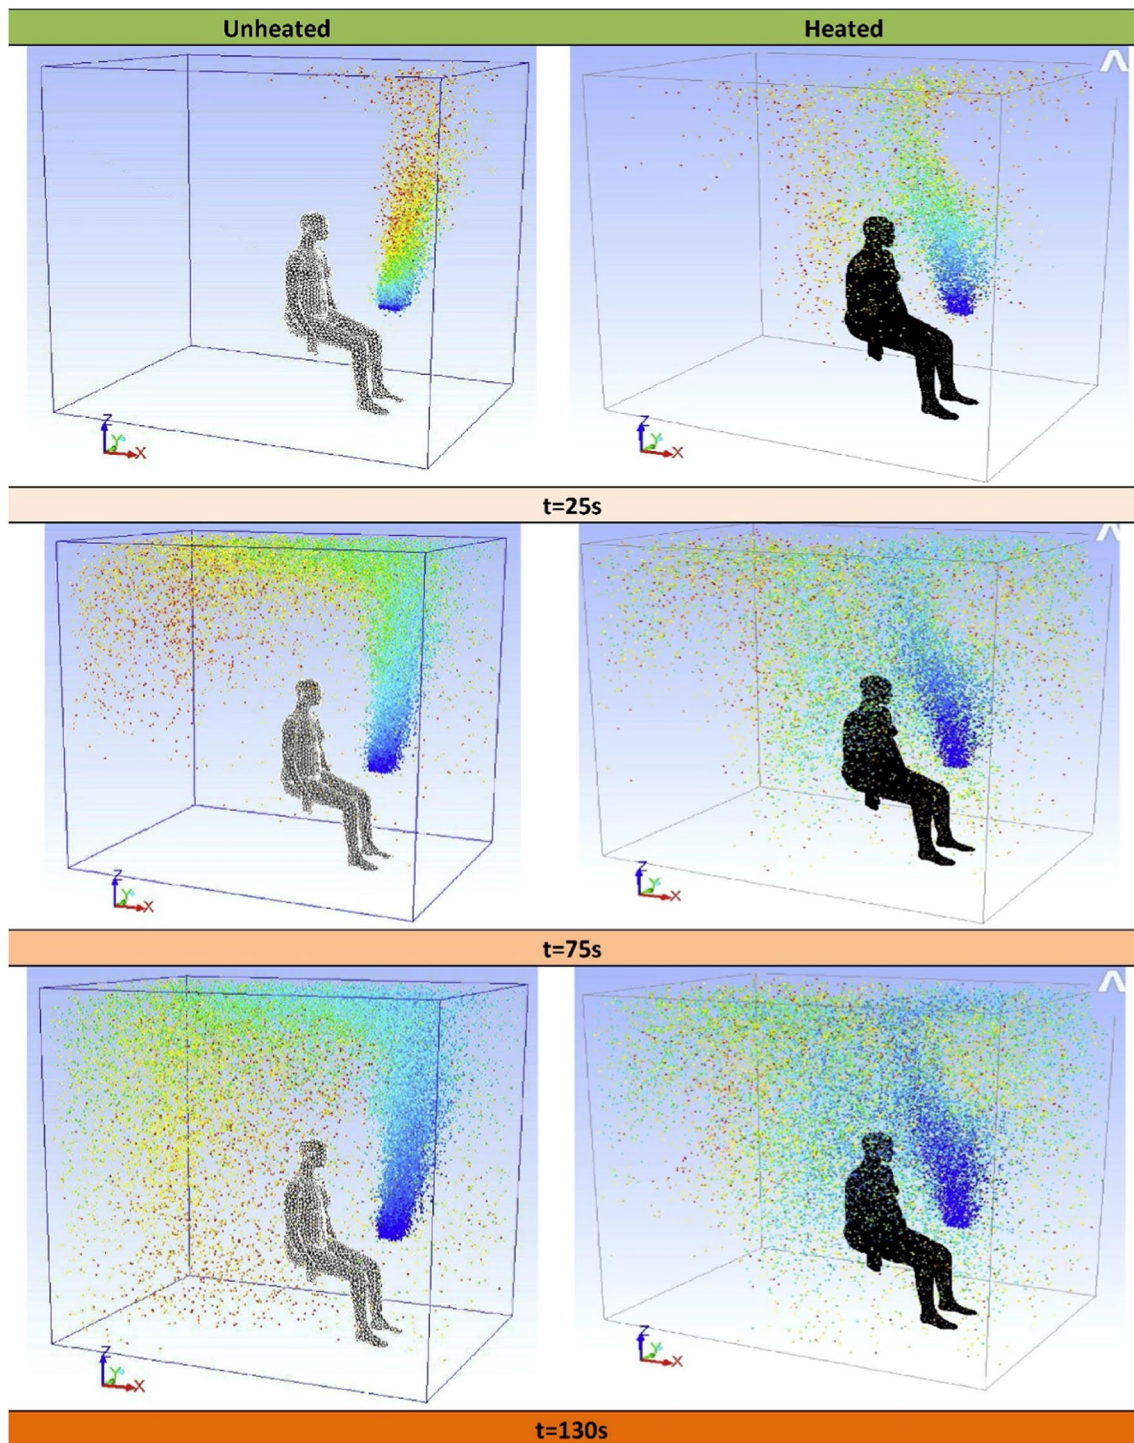 Unheated Heated
Z Y X Z Y X
t=25s
Z Y X Z Y X
t=75s
Z Y X Z Y X
t=130s